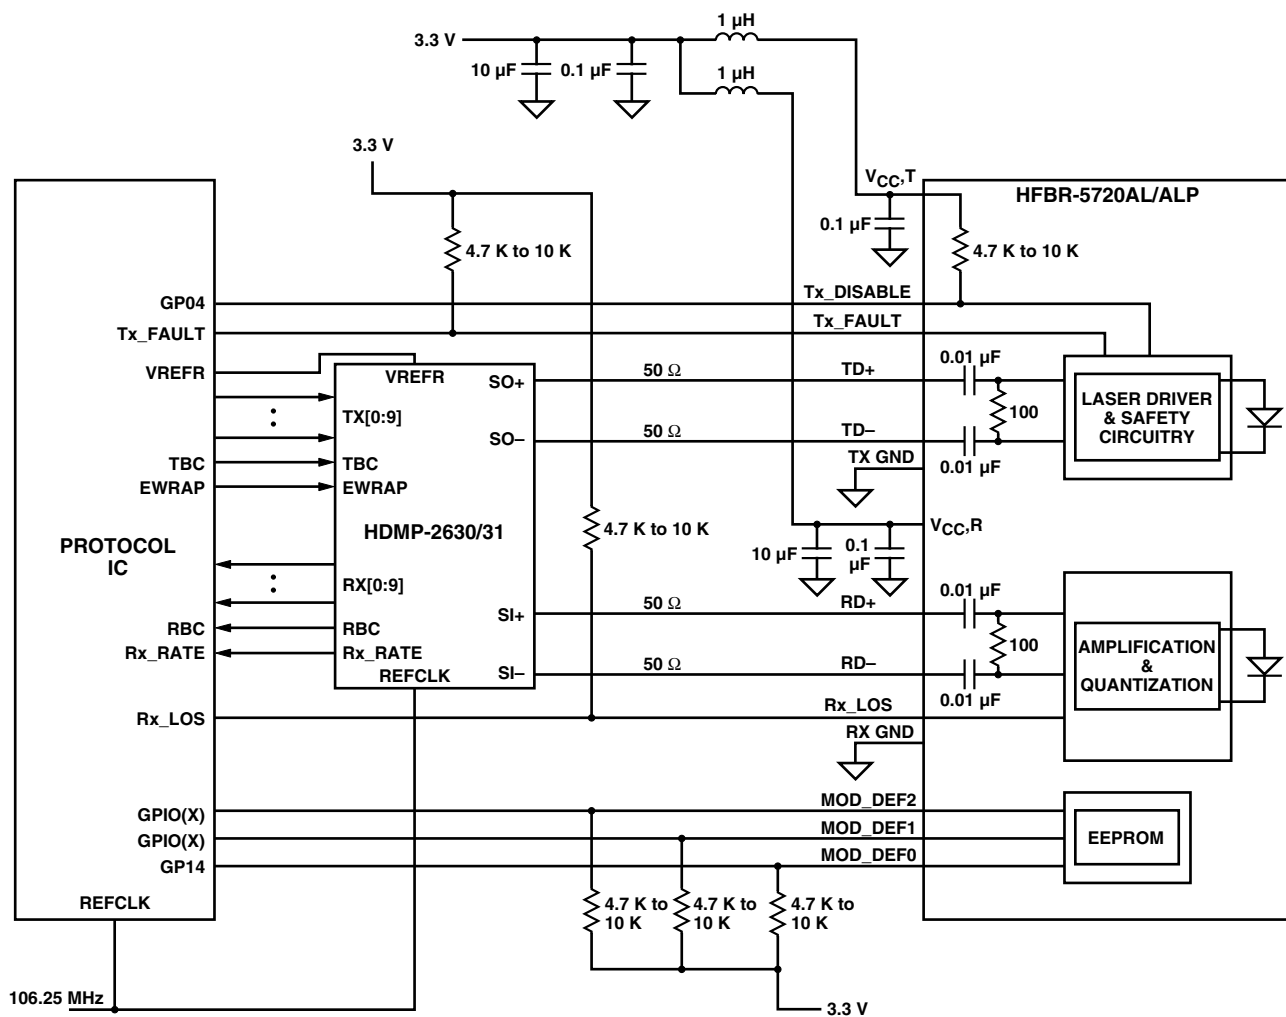 1 µH
3.3 V
10 µF
0.1 µF
1 µH
3.3 V
VCC,T
HFBR-5720AL/ALP
0.1 µF
4.7 K to 10 K
4.7 K to 10 K
GP04
Tx_DISABLE
Tx_FAULT
Tx_FAULT
VREFR
VREFR
SO+
50 Ω
TD+
0.01 µF
TX[0:9]
100
LASER DRIVER
& SAFETY
CIRCUITRY
SO–
50 Ω
TD–
0.01 µF
TBC
TBC
TX GND
EWRAP
EWRAP
PROTOCOL
IC
HDMP-2630/31
4.7 K to 10 K
VCC,R
10 µF
0.1
µF
RX[0:9]
SI+
50 Ω
RD+
0.01 µF
RBC
RBC
Rx_RATE
Rx_RATE
100
AMPLIFICATION
&
QUANTIZATION
REFCLK
SI–
50 Ω
RD–
0.01 µF
Rx_LOS
Rx_LOS
RX GND
GPIO(X)
MOD_DEF2
GPIO(X)
MOD_DEF1
EEPROM
GP14
MOD_DEF0
REFCLK
4.7 K to
10 K
4.7 K to
10 K
4.7 K to
10 K
106.25 MHz
3.3 V